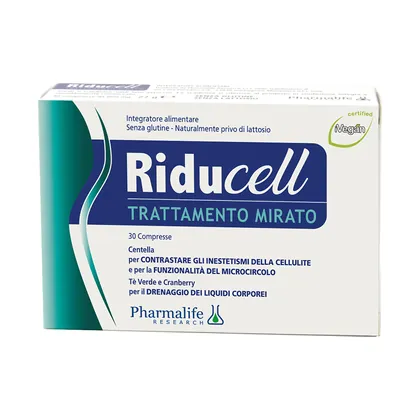 certified
iVegan
Integratore alimentare
Senza glutine - Naturalmente privo di lattosio
Riducell
TRATTAMENTO MIRATO
30 Compresse
Centella
per CONTRASTARE GLI INESTETISMI DELLA CELLULITE
e per la FUNZIONALITÀ DEL MICROCIRCOLO
Tè Verde e Cranberry
per il DRENAGGIO DEI LIQUIDI CORPOREI
Pharmalife
RESEARCH